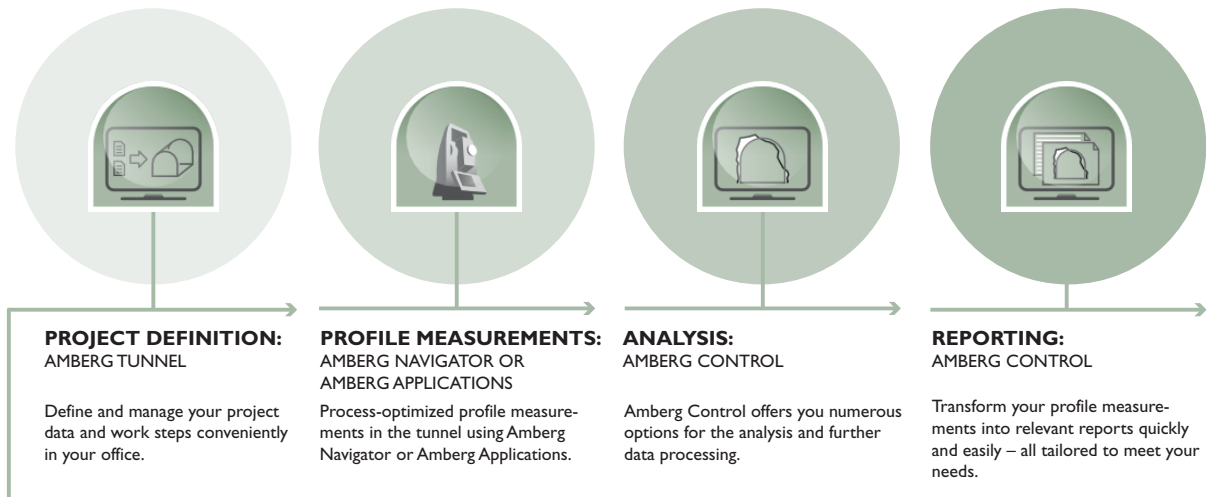 PROJECT DEFINITION:
AMBERG TUNNEL
Define and manage your project
data and work steps conveniently
in your office.
PROFILE MEASUREMENTS:
AMBERG NAVIGATOR OR
AMBERG APPLICATIONS
Process-optimized profile measure-
ments in the tunnel using Amberg
Navigator or Amberg Applications.
ANALYSIS:
AMBERG CONTROL
Amberg Control offers you numerous
options for the analysis and further
data processing.
REPORTING:
AMBERG CONTROL
Transform your profile measure-
ments into relevant reports quickly
and easily – all tailored to meet your
needs.